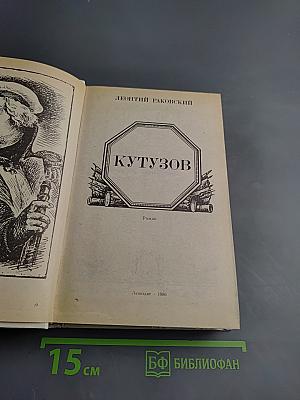 ЛЕОНТИЙ РАКОВСКИЙ
КУТУЗОВ
Роман
Лениздат · 1986
15 см
БФ БИБЛИОФАН